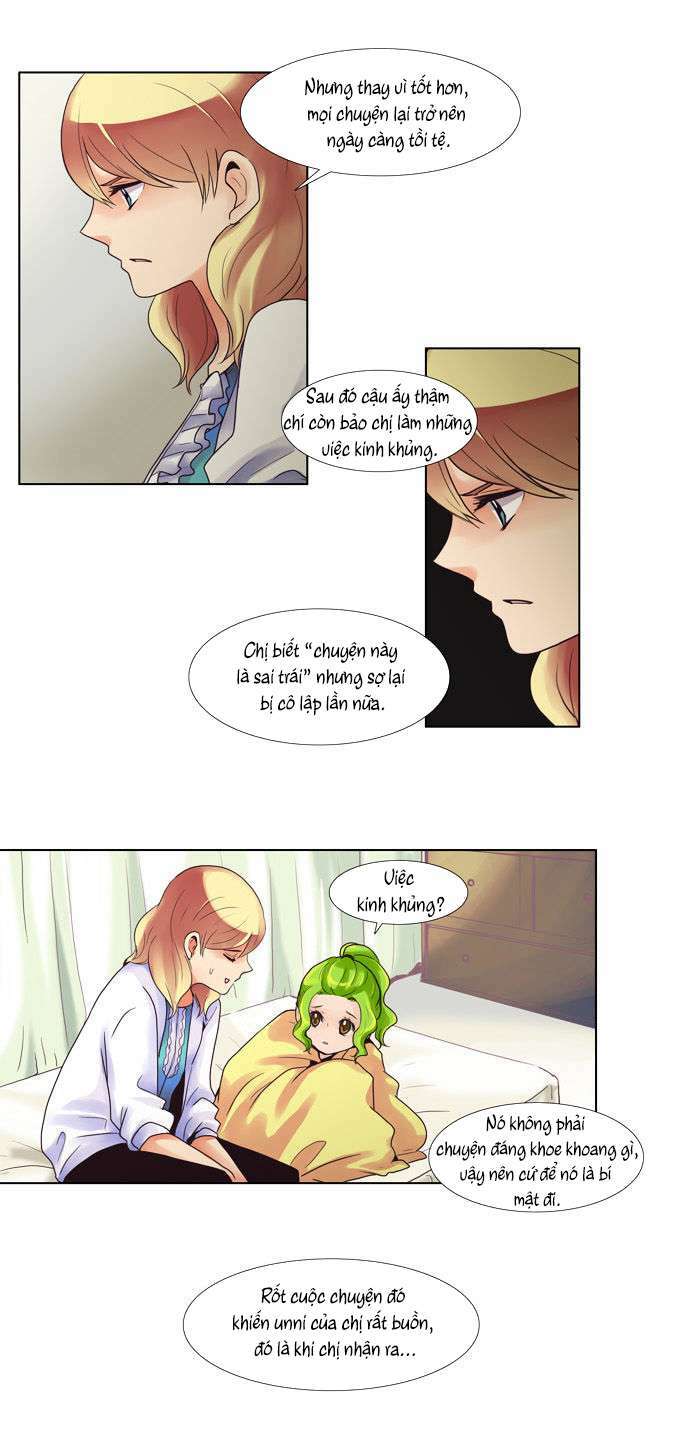 Nhưng thay vì tốt hơn,
mọi chuyện lại trở nên
ngày càng tồi tệ.
Sau đó cậu ấy thậm
chí còn bảo chị làm những
việc kinh khủng.
Chị biết “chuyện này
là sai trái” nhưng sợ lại
bị cô lập lần nữa.
Việc
kinh khủng?
Nó không phải
chuyện đáng khoe khoang gì,
vậy nên cứ để nó là bí
mật đi.
Rốt cuộc chuyện đó
khiến unni của chị rất buồn,
đó là khi chị nhận ra...